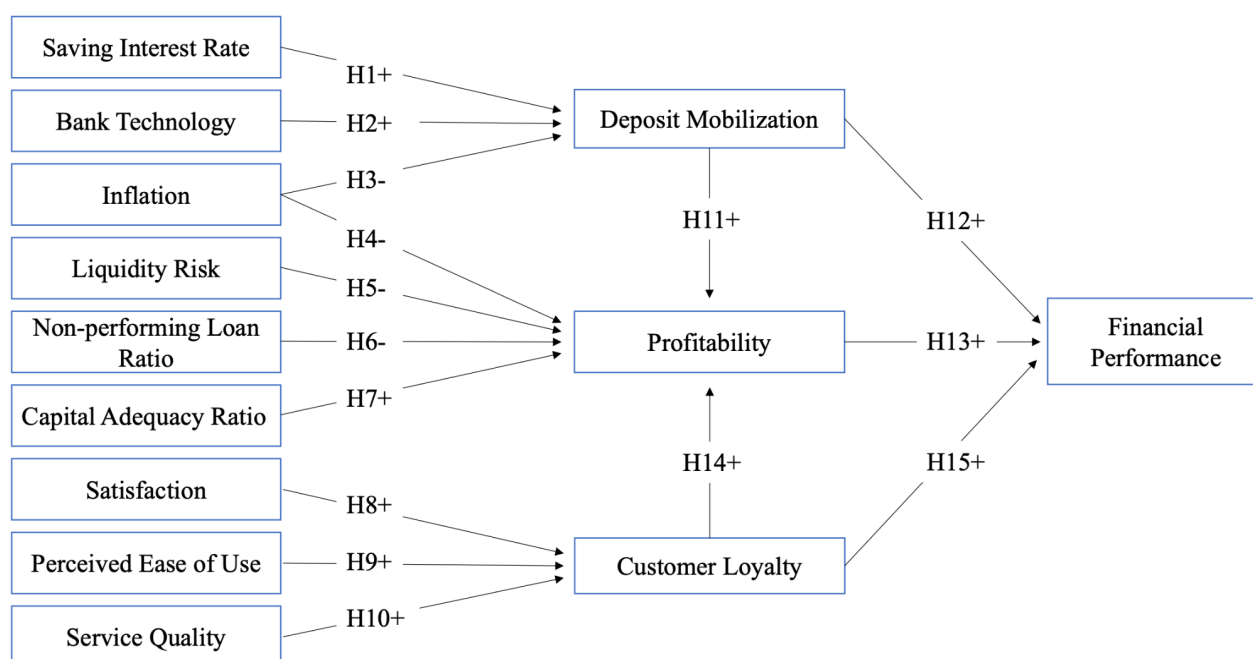 Saving Interest Rate
Bank Technology
Inflation
Liquidity Risk
Non-performing Loan
Ratio
Capital Adequacy Ratio
Satisfaction
Perceived Ease of Use
Service Quality
H1+
H2+
H3-
H4-
H5-
H6-
H7+
H8+
H9+
H10+
Deposit Mobilization
H11+
Profitability
H14+
Customer Loyalty
H12+
H13+
H15+
Financial
Performance